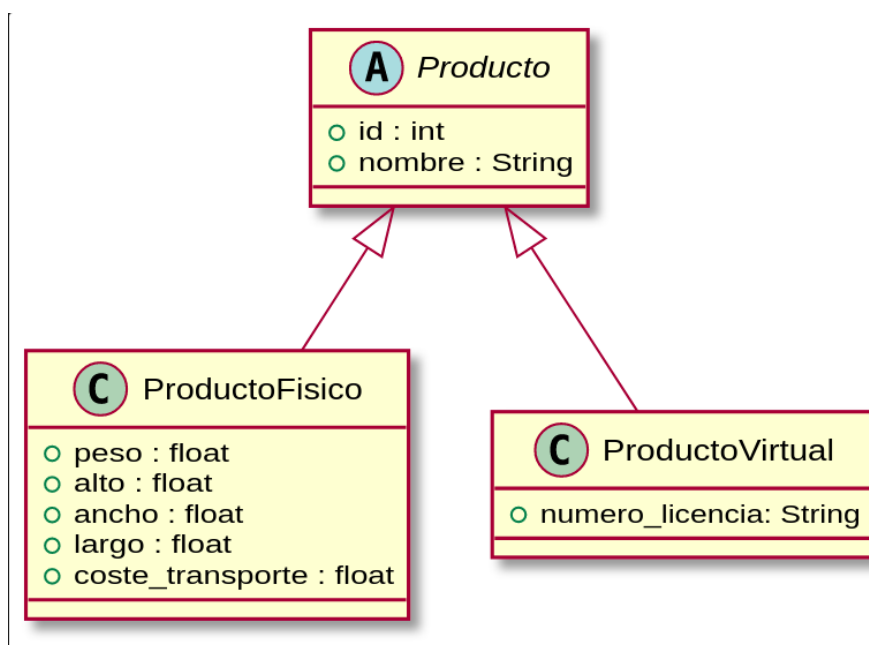 A Producto
id : int
nombre : String
C ProductoFisico
peso : float
alto : float
ancho : float
largo : float
coste_transporte : float
C ProductoVirtual
numero_licencia: String